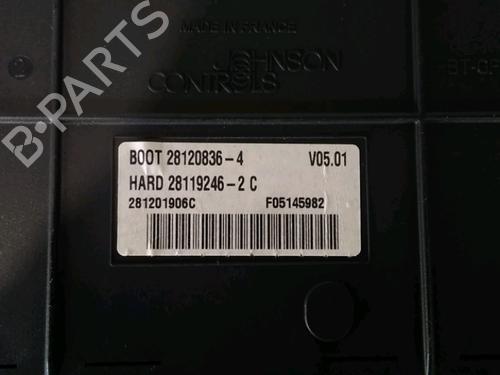 MADE IN FRANCE
JOHNSON
CONTROLS
BOOT 28120836-4 V05.01
HARD 28119246-2 C
281201906C F05145982
B-PARTS